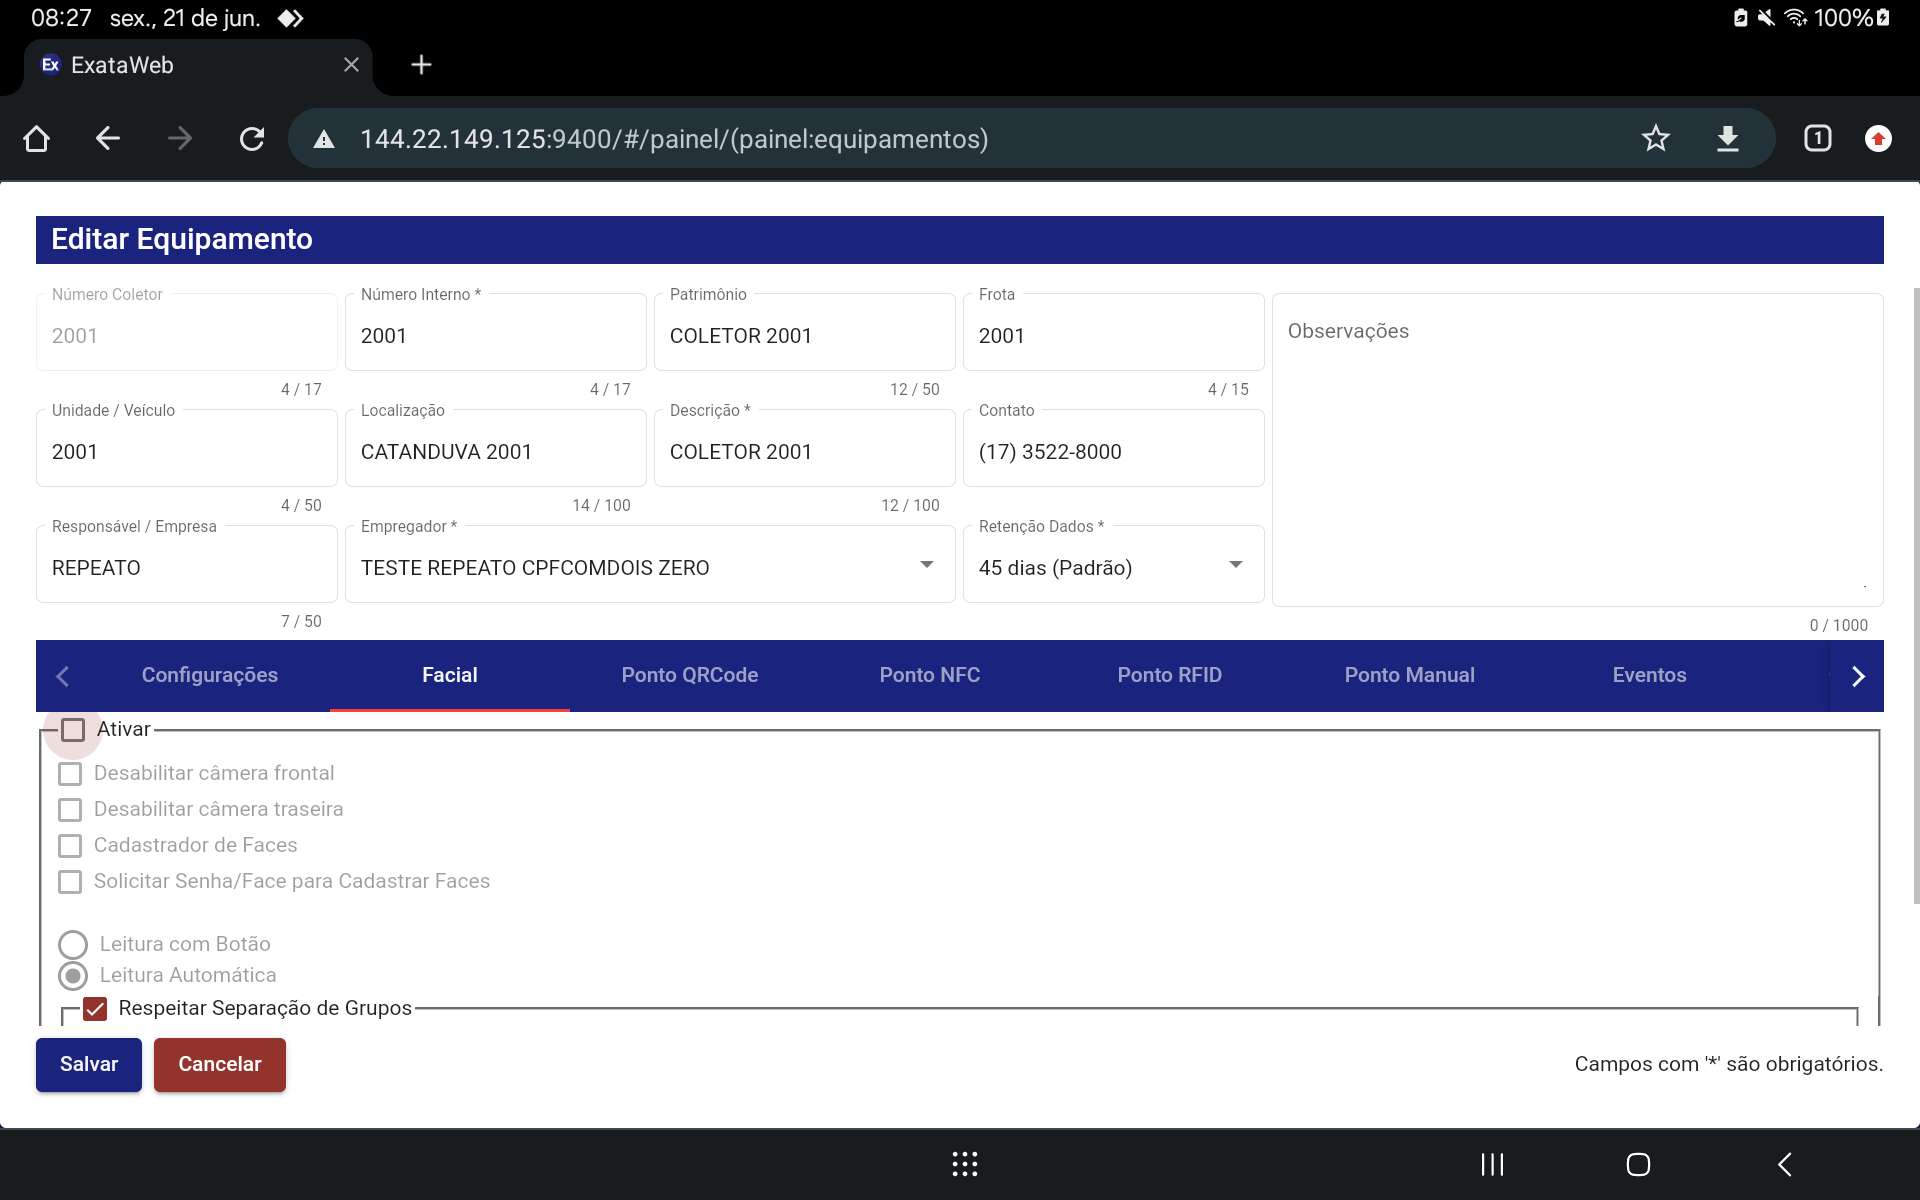 08:27 sex., 21 de jun. 100%
Ex ExataWeb
144.22.149.125:9400/#/painel/(painel:equipamentos) 1
Editar Equipamento
Número Coletor Número Interno * Patrimônio Frota
2001 2001 COLETOR 2001 2001 Observações
4 / 17 4 / 17 12 / 50 4 / 15
Unidade / Veículo Localização Descrição * Contato
2001 CATANDUVA 2001 COLETOR 2001 (17) 3522-8000
4 / 50 14 / 100 12 / 100
Responsável / Empresa Empregador * Retenção Dados *
REPEATO TESTE REPEATO CPFCOMDOIS ZERO 45 dias (Padrão)
7 / 50 0 / 1000
Configurações Facial Ponto QRCode Ponto NFC Ponto RFID Ponto Manual Eventos
Ativar
Desabilitar câmera frontal
Desabilitar câmera traseira
Cadastrador de Faces
Solicitar Senha/Face para Cadastrar Faces
Leitura com Botão
Leitura Automática
Respeitar Separação de Grupos
Salvar Cancelar Campos com '*' são obrigatórios.